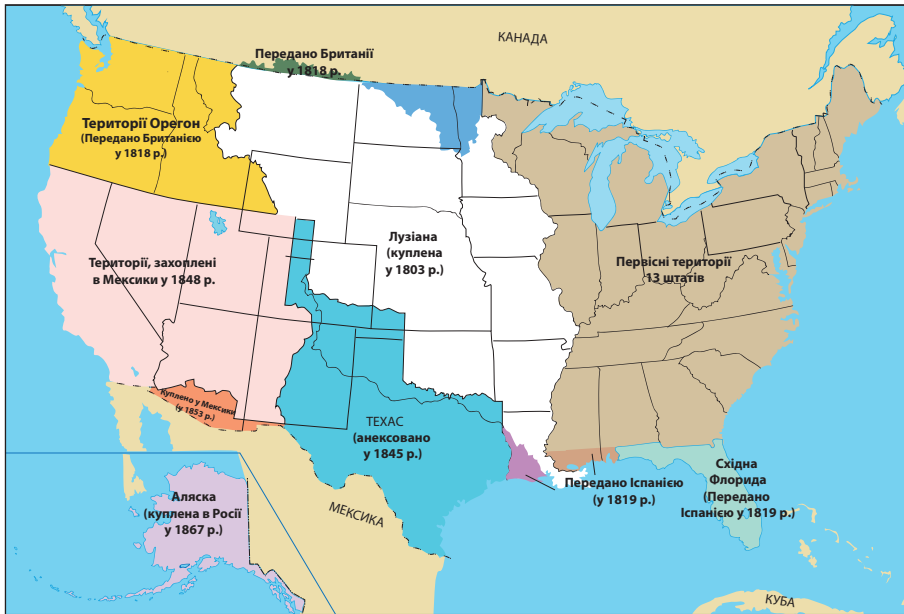 КАНАДА
Передано Британії
у 1818 р.
Території Орегон
(Передано Британією
у 1818 р.)
Лузіана
(куплена
у 1803 р.)
Території, захоплені
в Мексики у 1848 р.
Первісні території
13 штатів
Куплено у Мексики
(у 1853 р.)
ТЕХАС
(анексовано
у 1845 р.)
Передано Іспанією
(у 1819 р.)
Східна
Флорида
(Передано
Іспанією у 1819 р.)
Аляска
(куплена в Росії
у 1867 р.)
МЕКСИКА
КУБА